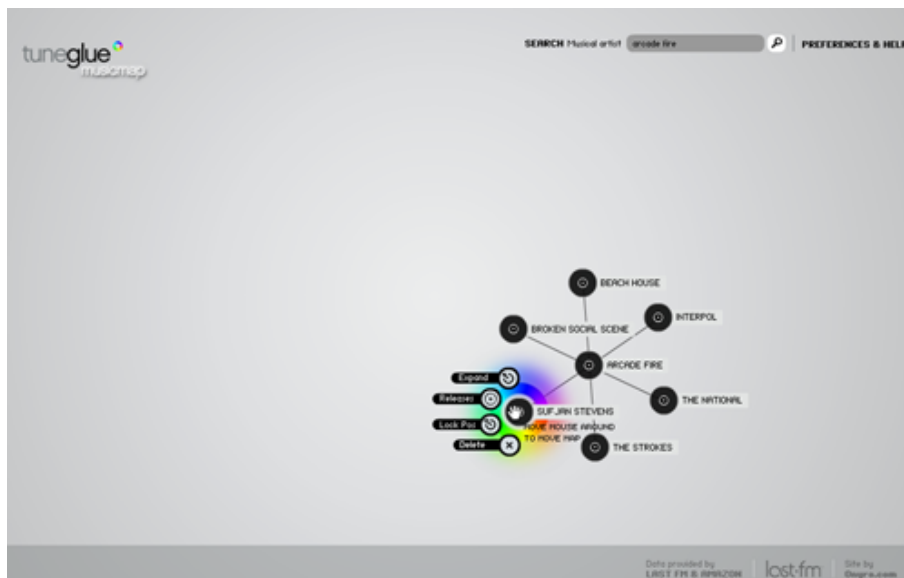 tuneglue
musicmap
SEARCH Musical artist arcade fire PREFERENCES & HEL
BEACH HOUSE
INTERPOL
BROKEN SOCIAL SCENE
ARCADE FIRE
Expand
Releases
THE NATIONAL
SUFJAN STEVENS
Lock Pos
MOVE MOUSE AROUND
TO MOVE MAP
Delete
THE STROKES
Data provided by
LAST FM & AMAZON
last·fm
Site by